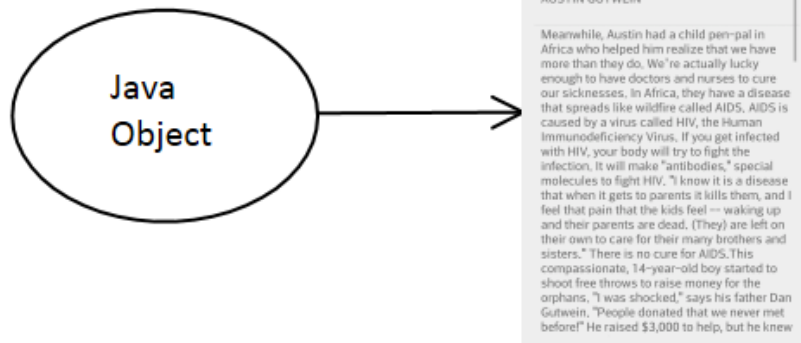 Java
Object
AUSTIN GUTWEIN
Meanwhile, Austin had a child pen-pal in
Africa who helped him realize that we have
more than they do. We're actually lucky
enough to have doctors and nurses to cure
our sicknesses. In Africa, they have a disease
that spreads like wildfire called AIDS. AIDS is
caused by a virus called HIV, the Human
Immunodeficiency Virus. If you get infected
with HIV, your body will try to fight the
infection. It will make "antibodies," special
molecules to fight HIV. "I know it is a disease
that when it gets to parents it kills them, and I
feel that pain that the kids feel -- waking up
and their parents are dead. (They) are left on
their own to care for their many brothers and
sisters." There is no cure for AIDS.This
compassionate, 14-year-old boy started to
shoot free throws to raise money for the
orphans. "I was shocked," says his father Dan
Gutwein. "People donated that we never met
before!" He raised $3,000 to help, but he knew